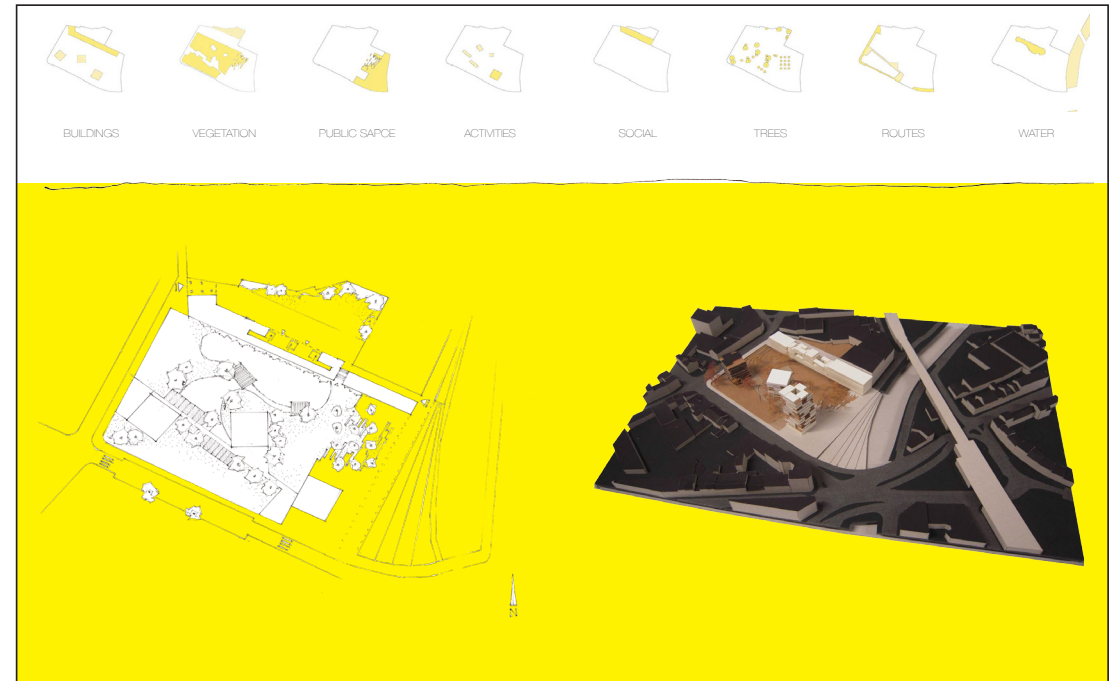 BUILDINGS
VEGETATION
PUBLIC SAPCE
ACTIVITIES
SOCIAL
TREES
ROUTES
WATER
N